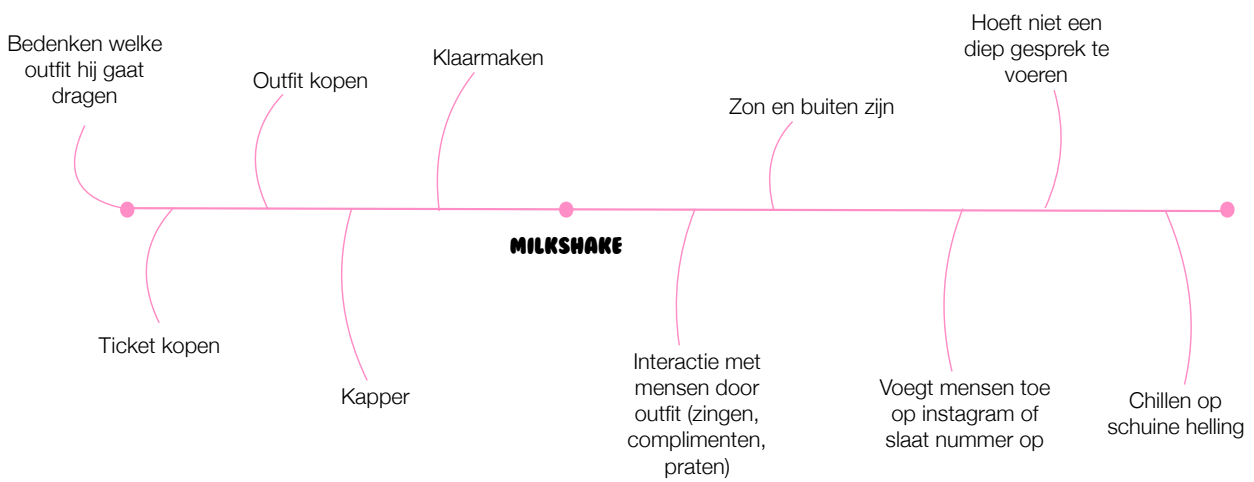 Bedenken welke
outfit hij gaat
dragen
Ticket kopen
Outfit kopen
Kapper
Klaarmaken
MILKSHAKE
Interactie met
mensen door
outfit (zingen,
complimenten,
praten)
Zon en buiten zijn
Voegt mensen toe
op instagram of
slaat nummer op
Hoeft niet een
diep gesprek te
voeren
Chillen op
schuine helling